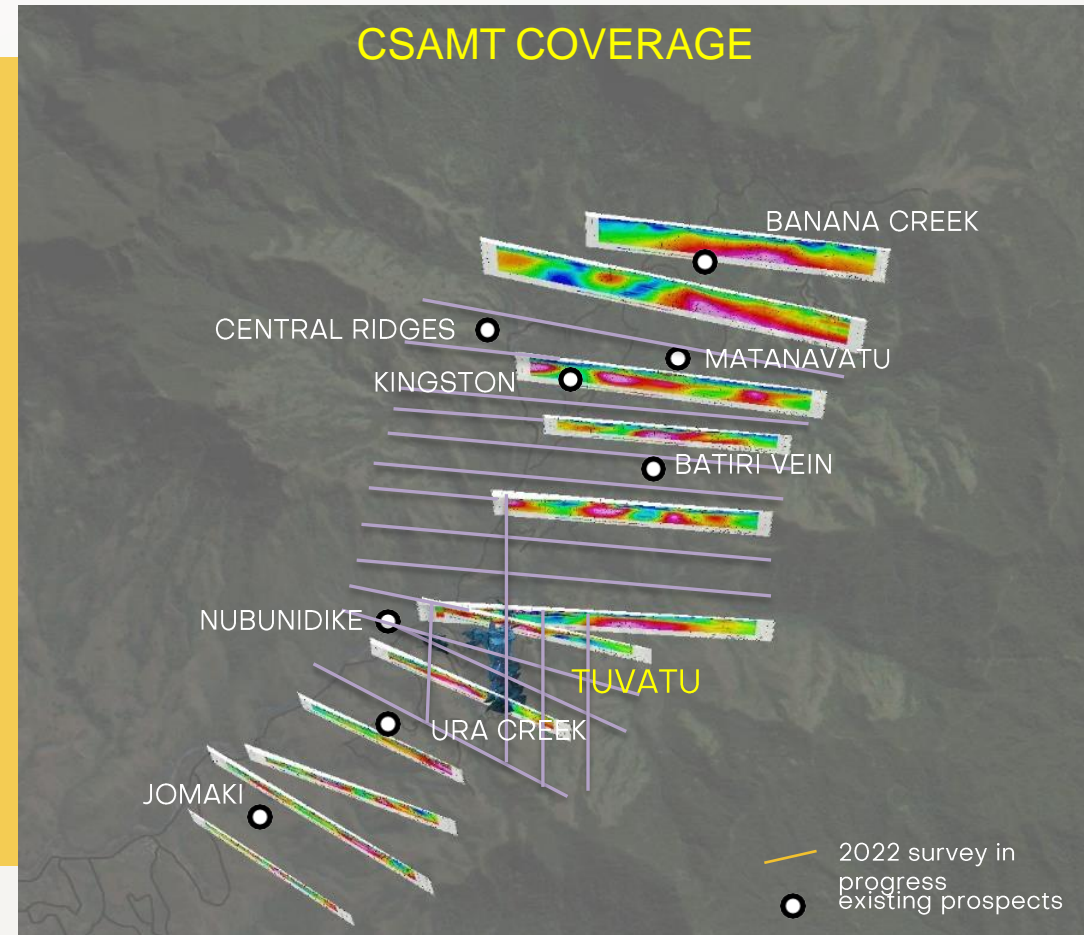 CSAMT COVERAGE
BANANA CREEK
CENTRAL RIDGES
MATANAVATU
KINGSTON
BATIRI VEIN
NUBUNIDIKE
TUVATU
URA CREEK
JOMAKI
2022 survey in
progress
existing prospects